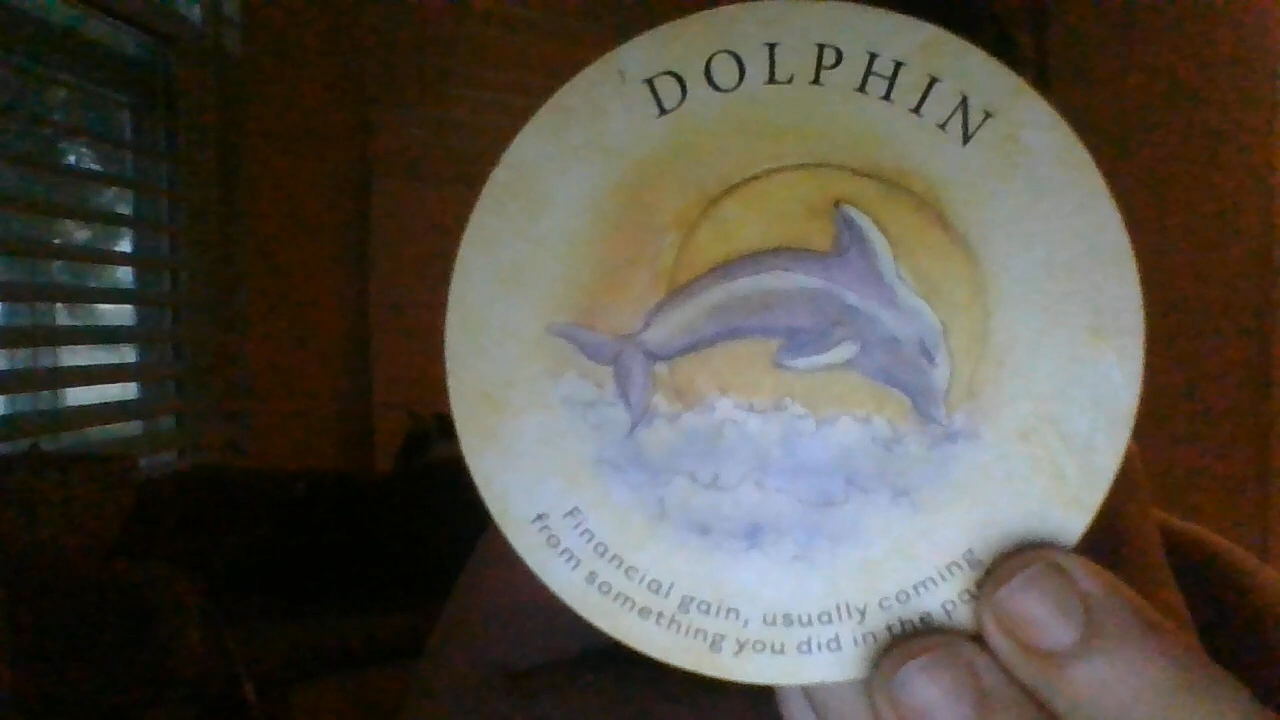 DOLPHIN
Financial gain, usually coming
from something you did in the